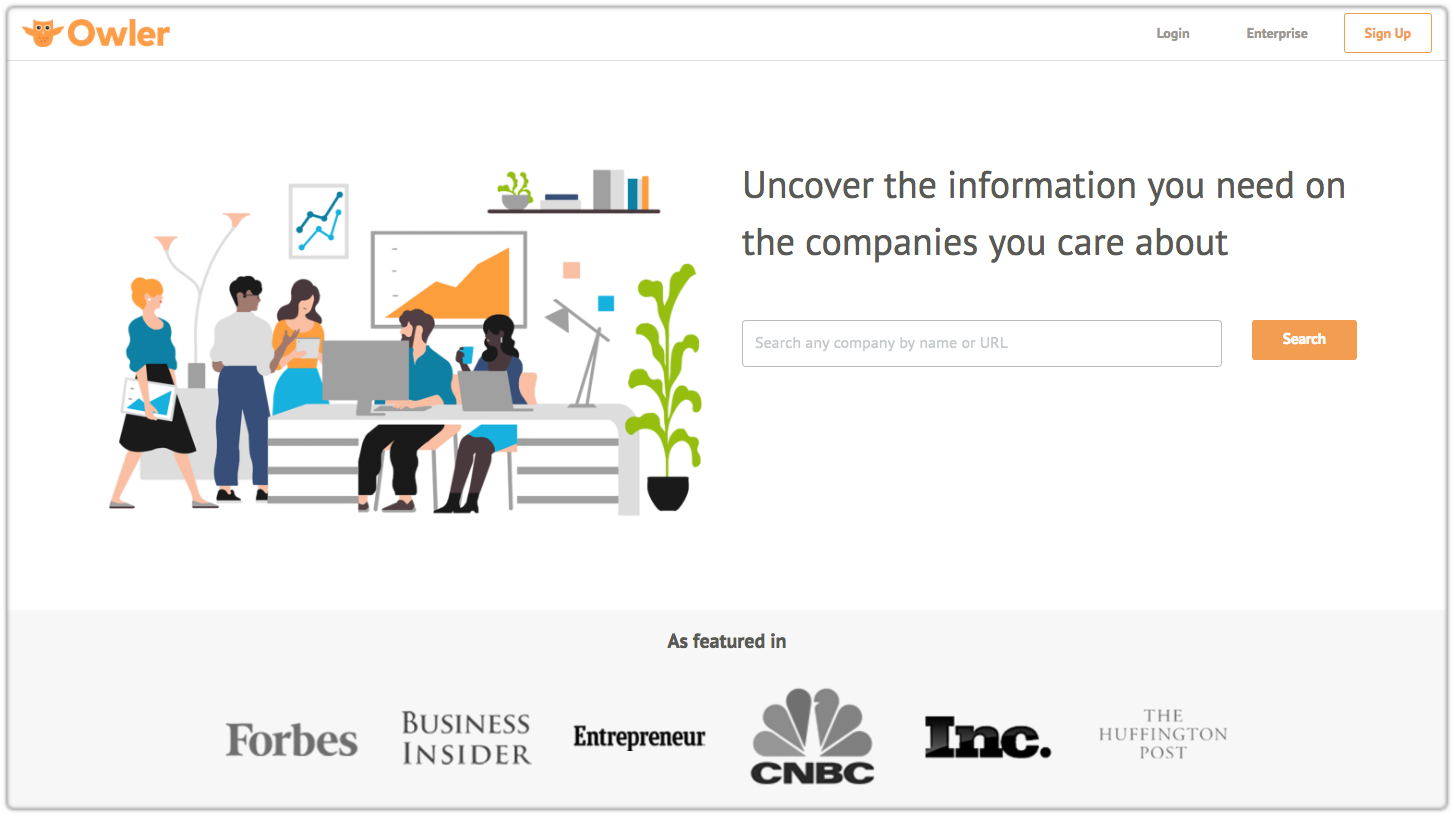 Owler
Login
Enterprise
Sign Up
Uncover the information you need on
the companies you care about
Search any company by name or URL
Search
As featured in
Forbes
BUSINESS
INSIDER
Entrepreneur
CNBC
Inc.
THE
HUFFINGTON
POST